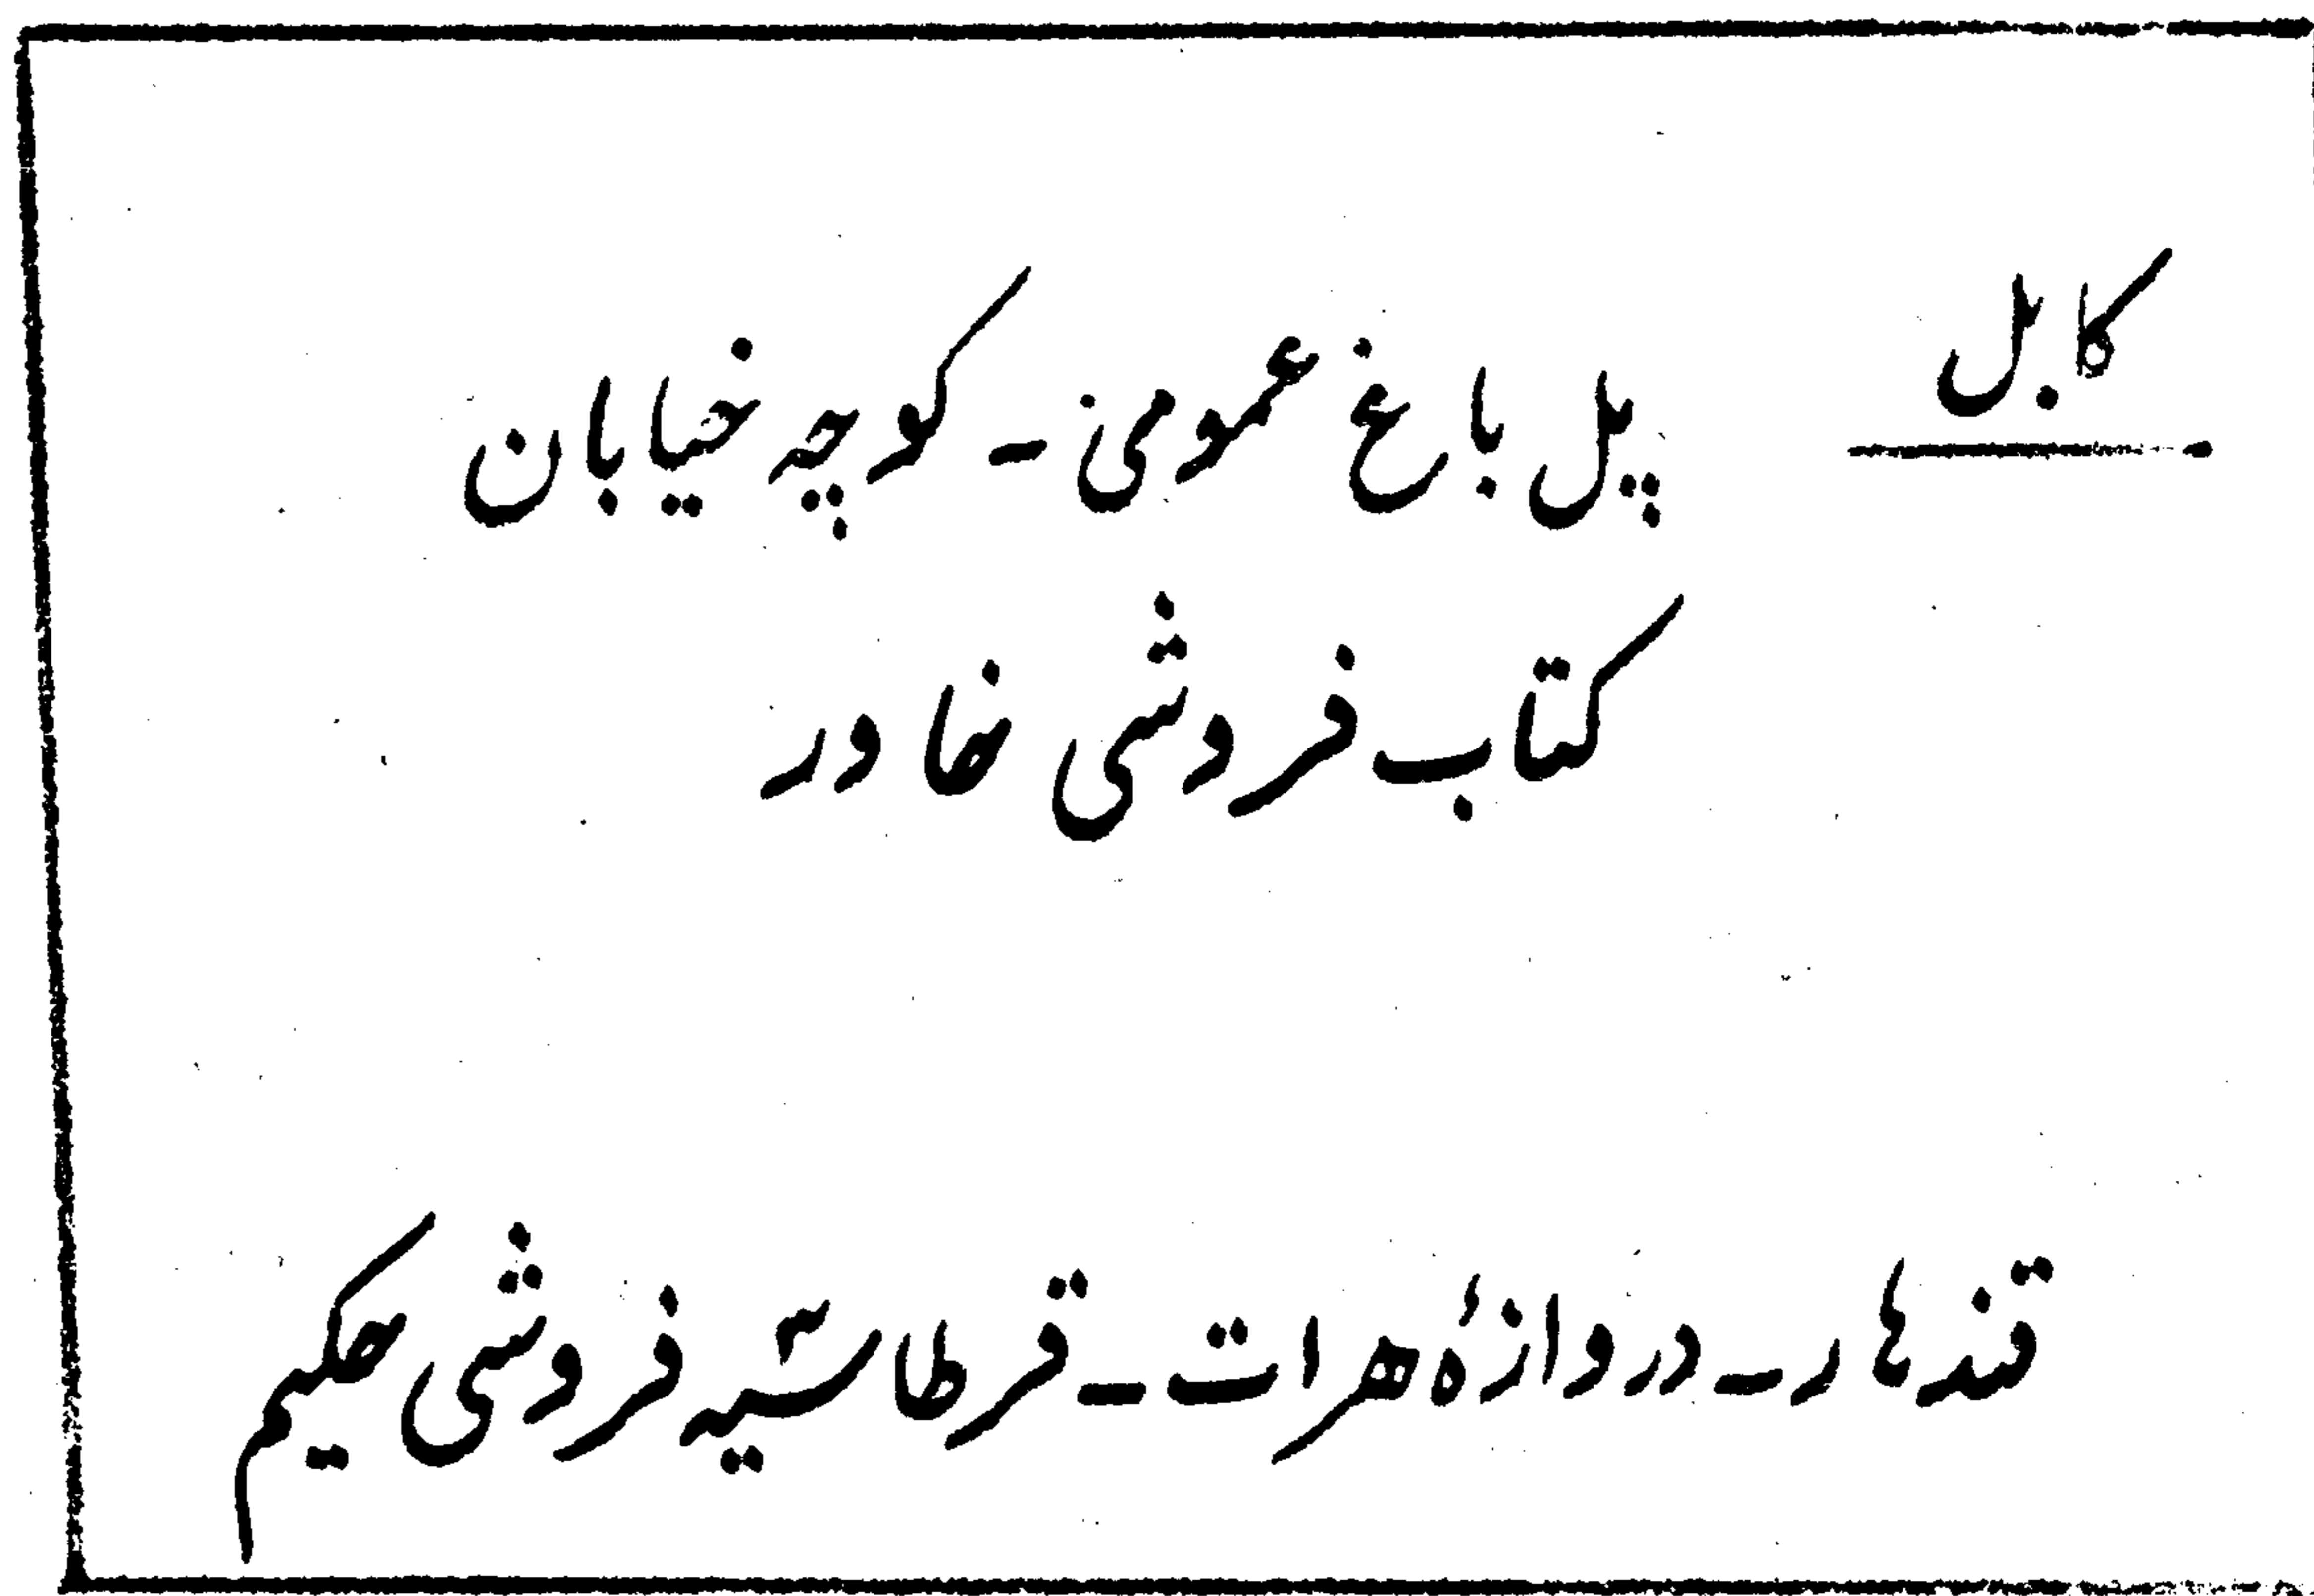 کابل
پل باغ عمومی - کوچه خیابان
کتاب فروشی خاور
قندهار - دروازهٔ هرات - قرطاسیه فروشی حکیم